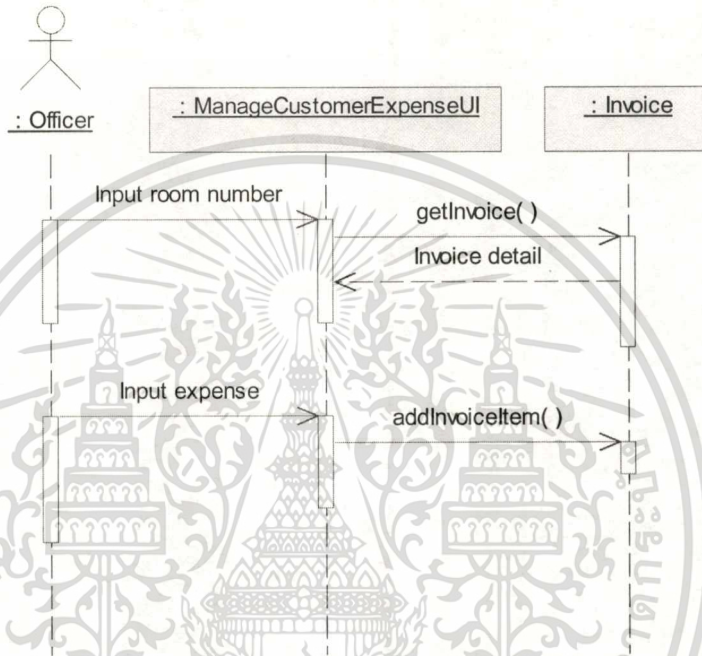 : Officer
: ManageCustomerExpenseUI
: Invoice
Input room number
getInvoice( )
Invoice detail
Input expense
addInvoiceItem( )